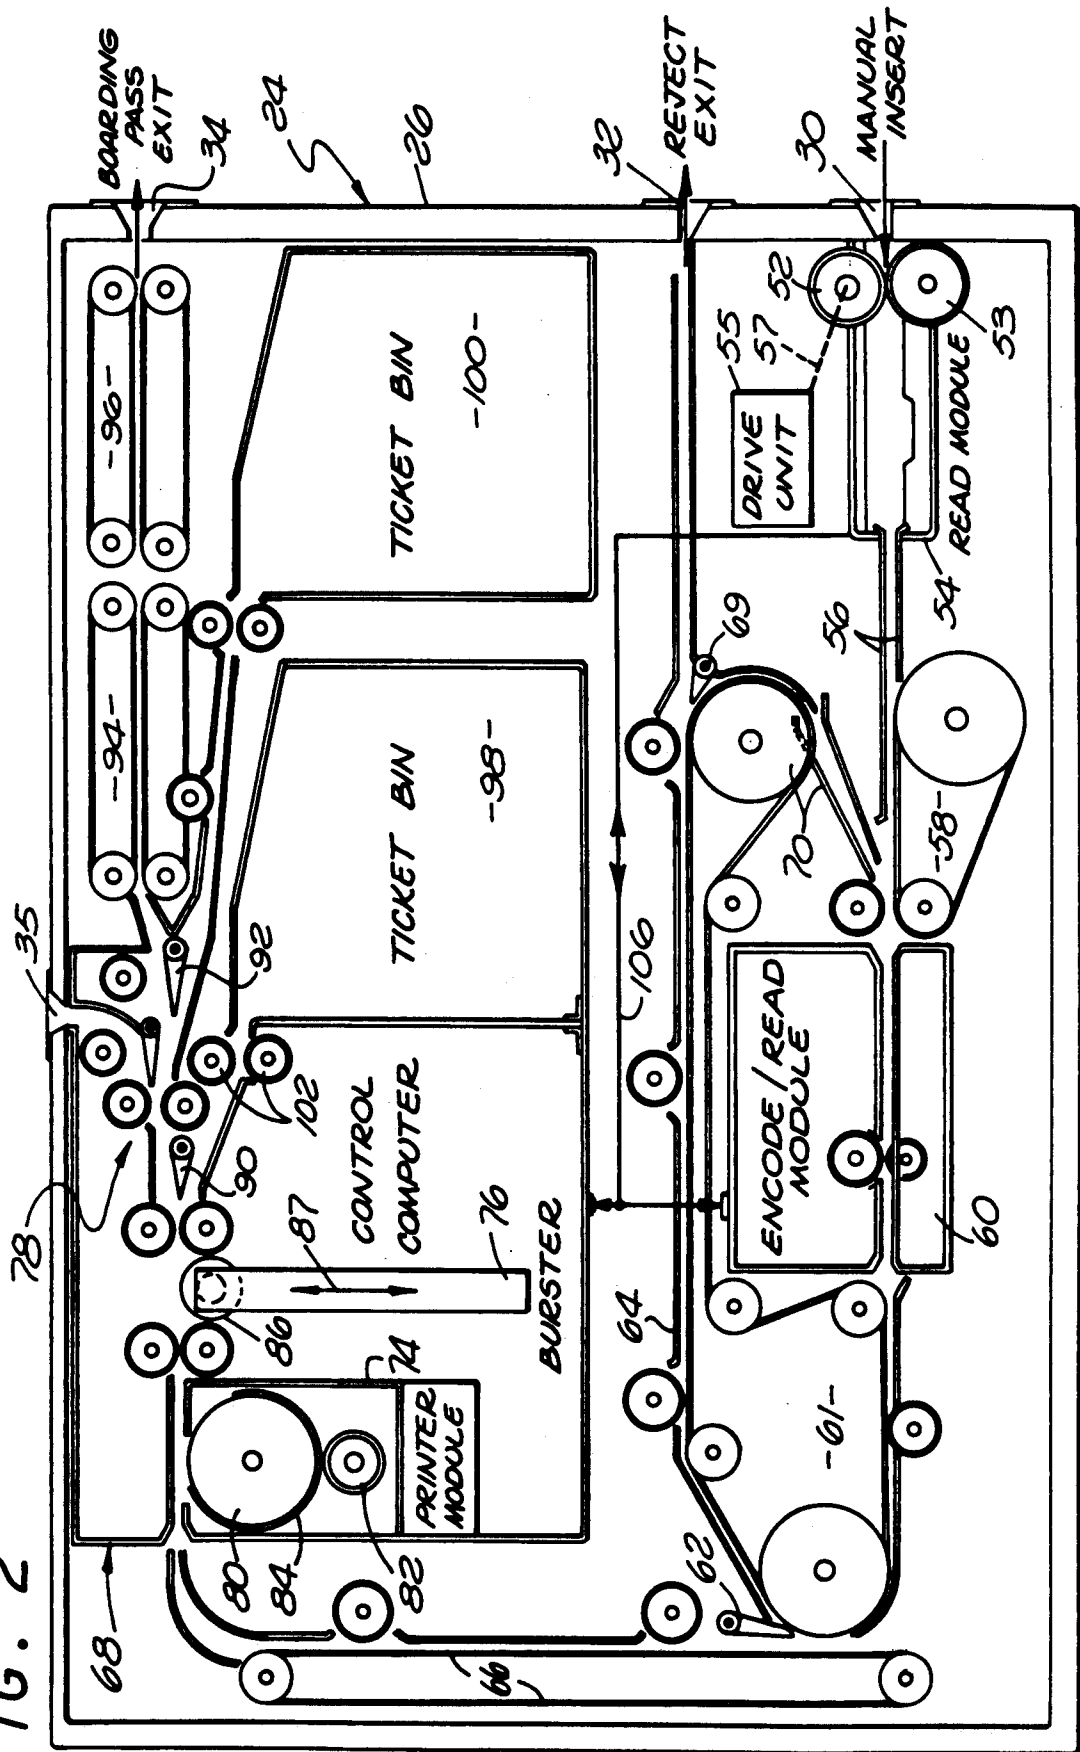 FIG. 2
BOARDING
PASS
EXIT
34
24
26
32
REJECT
EXIT
30
MANUAL
INSERT
35
78
68
-96-
-94-
92
90
102
TICKET BIN
-100-
TICKET BIN
-98-
CONTROL
COMPUTER
87
76
BURSTER
86
74
PRINTER
MODULE
80
84
82
106
64
69
55
57
52
53
DRIVE
UNIT
READ MODULE
54
56
-58-
70
ENCODE/READ
MODULE
60
-61-
62
66